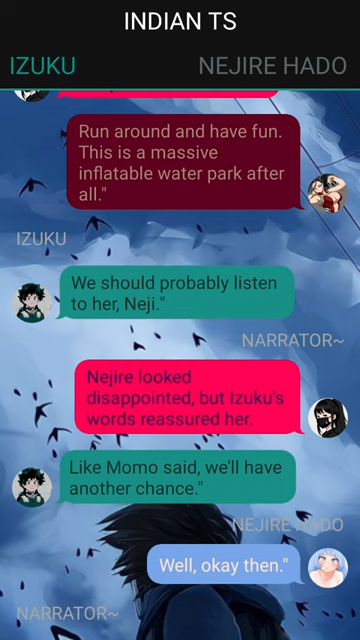 INDIAN TS
IZUKU
NEJIRE HADO
Run around and have fun.
This is a massive
inflatable water park after
all."
IZUKU
We should probably listen
to her, Neji."
NARRATOR~
Nejire looked
disappointed, but Izuku's
words reassured her.
Like Momo said, we'll have
another chance."
NEJIRE HADO
Well, okay then."
NARRATOR~